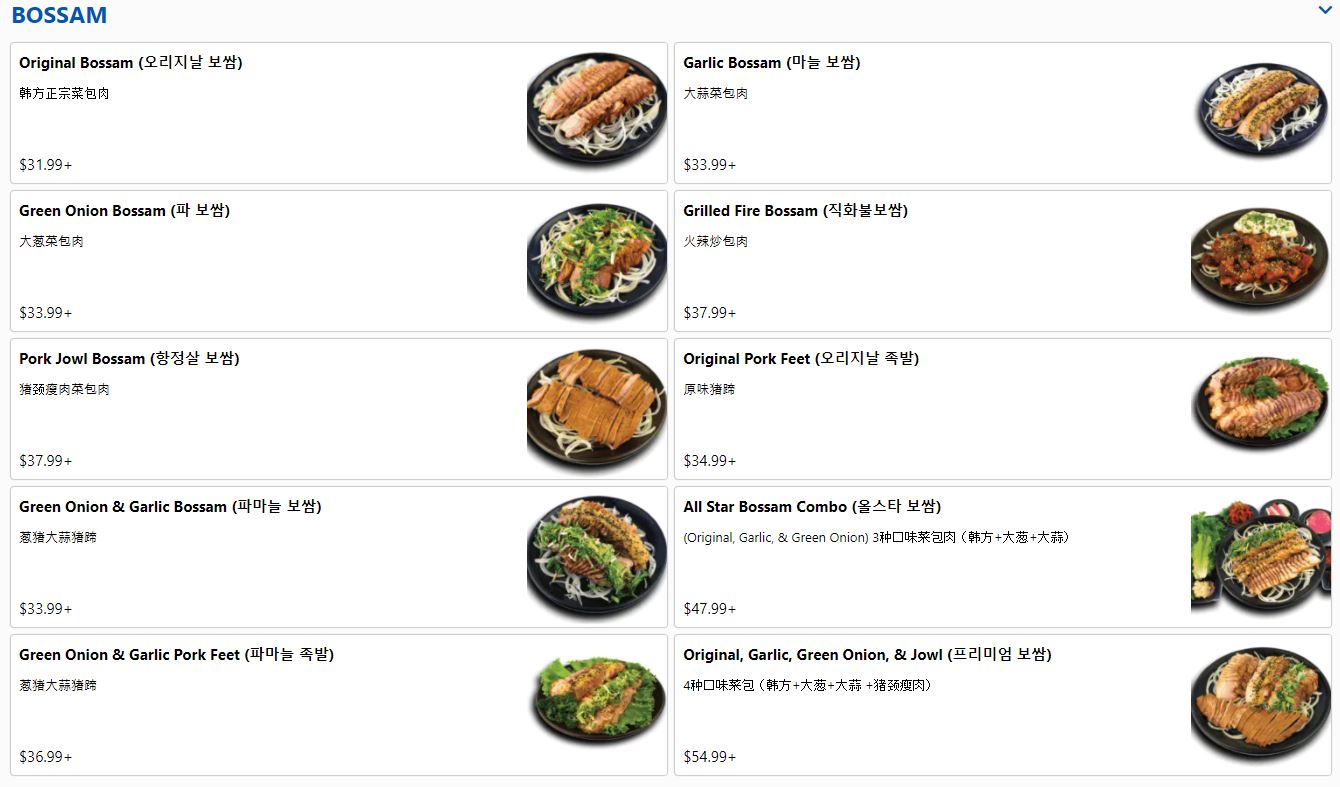 BOSSAM
Original Bossam (오리지날 보쌈)
韩方正宗菜包肉
$31.99+
Garlic Bossam (마늘 보쌈)
大蒜菜包肉
$33.99+
Green Onion Bossam (파 보쌈)
大葱菜包肉
$33.99+
Grilled Fire Bossam (직화불보쌈)
火辣炒包肉
$37.99+
Pork Jowl Bossam (항정살 보쌈)
猪颈瘦肉菜包肉
$37.99+
Original Pork Feet (오리지날 족발)
原味猪蹄
$34.99+
Green Onion & Garlic Bossam (파마늘 보쌈)
葱猪大蒜猪蹄
$33.99+
All Star Bossam Combo (올스타 보쌈)
(Original, Garlic, & Green Onion) 3种口味菜包肉（韩方+大葱+大蒜）
$47.99+
Green Onion & Garlic Pork Feet (파마늘 족발)
葱猪大蒜猪蹄
$36.99+
Original, Garlic, Green Onion, & Jowl (프리미엄 보쌈)
4种口味菜包（韩方+大葱+大蒜 +猪颈瘦肉）
$54.99+